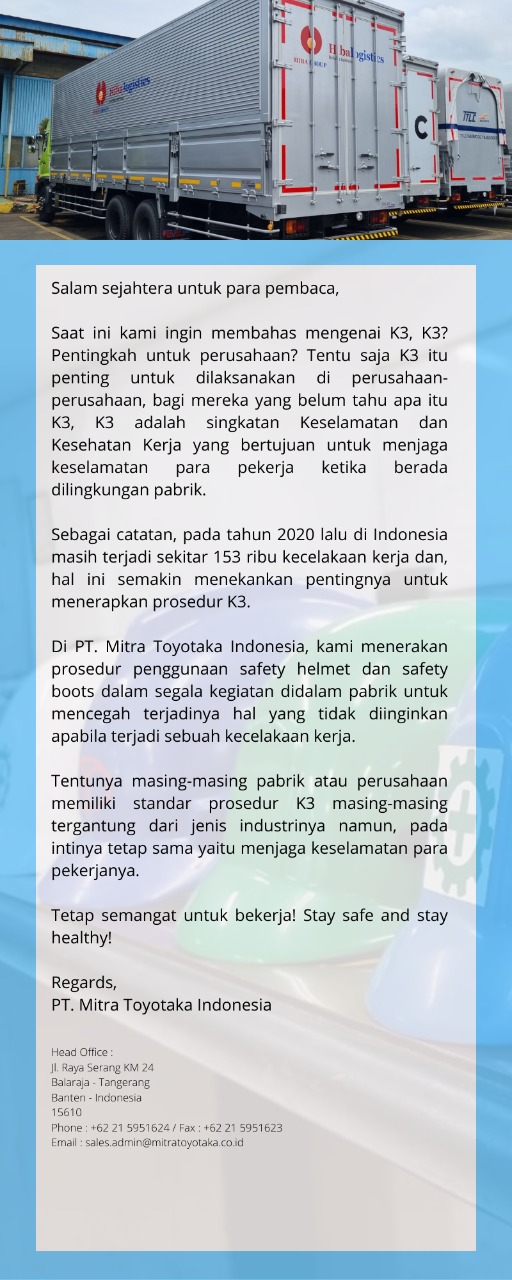 Hiba logistics
HIBA GROUP
Hiba logistics
HIBA GROUP
C
ITLI
Salam sejahtera untuk para pembaca,
Saat ini kami ingin membahas mengenai K3, K3?
Pentingkah untuk perusahaan? Tentu saja K3 itu
penting untuk dilaksanakan di perusahaan-
perusahaan, bagi mereka yang belum tahu apa itu
K3, K3 adalah singkatan Keselamatan dan
Kesehatan Kerja yang bertujuan untuk menjaga
keselamatan para pekerja ketika berada
dilingkungan pabrik.
Sebagai catatan, pada tahun 2020 lalu di Indonesia
masih terjadi sekitar 153 ribu kecelakaan kerja dan,
hal ini semakin menekankan pentingnya untuk
menerapkan prosedur K3.
Di PT. Mitra Toyotaka Indonesia, kami menerakan
prosedur penggunaan safety helmet dan safety
boots dalam segala kegiatan didalam pabrik untuk
mencegah terjadinya hal yang tidak diinginkan
apabila terjadi sebuah kecelakaan kerja.
Tentunya masing-masing pabrik atau perusahaan
memiliki standar prosedur K3 masing-masing
tergantung dari jenis industrinya namun, pada
intinya tetap sama yaitu menjaga keselamatan para
pekerjanya.
Tetap semangat untuk bekerja! Stay safe and stay
healthy!
Regards,
PT. Mitra Toyotaka Indonesia
Head Office :
Jl. Raya Serang KM 24
Balaraja - Tangerang
Banten - Indonesia
15610
Phone : +62 21 5951624 / Fax : +62 21 5951623
Email : sales.admin@mitratoyotaka.co.id